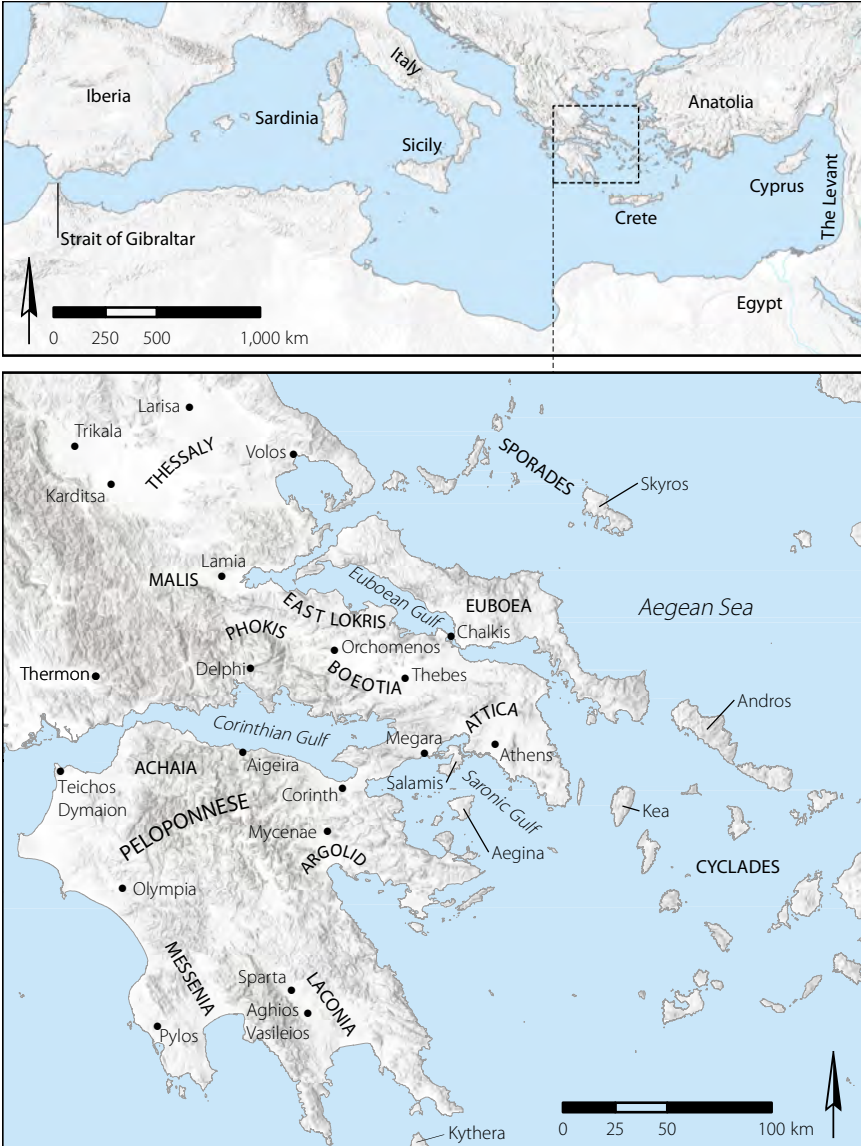 Iberia
Italy
Sardinia
Anatolia
Sicily
Cyprus
The Levant
Crete
Strait of Gibraltar
Egypt
0 250 500 1,000 km
Larisa
Trikala
THESSALY
Volos
SPORADES
Karditsa
Skyros
Lamia
MALIS
Euboean Gulf
EAST LOKRIS
EUBOEA
Aegean Sea
PHOKIS
Chalkis
Orchomenos
Delphi
BOEOTIA
Thebes
Thermon
Andros
ATTICA
Corinthian Gulf
Megara
Athens
ACHAIA
Aigeira
Salamis
Saronic Gulf
Teichos
Dymaion
Corinth
Kea
PELOPONNESE
Mycenae
ARGOLID
Aegina
CYCLADES
Olympia
MESSENIA
Sparta
LACONIA
Aghios
Vasileios
Pylos
0 25 50 100 km
Kythera